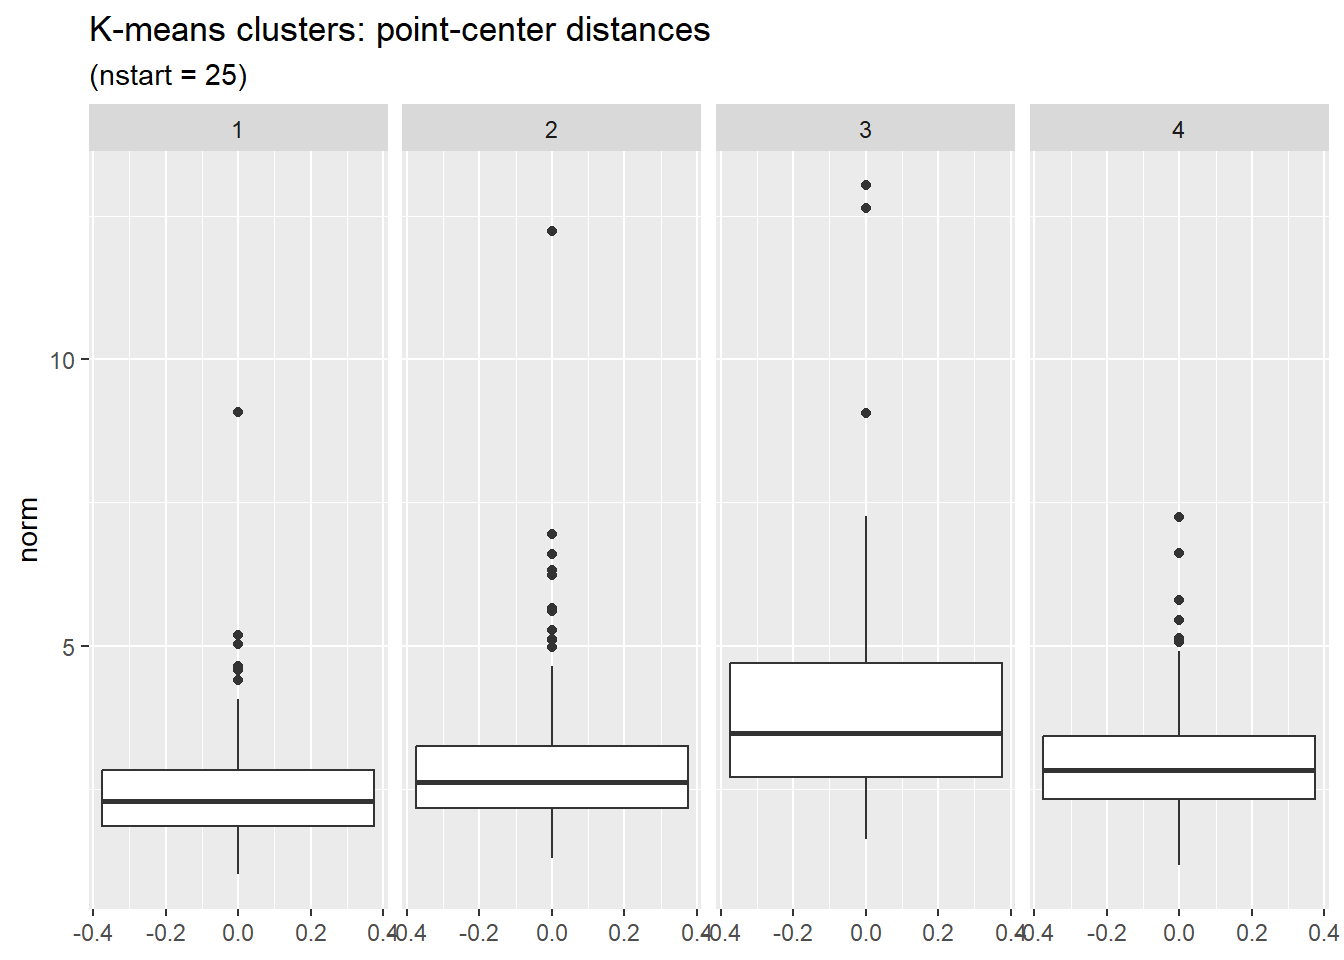 K-means clusters: point-center distances
(nstart = 25)
1 2 3 4
norm
10
5
-0.4 -0.2 0.0 0.2 0.4 -0.4 -0.2 0.0 0.2 0.4 -0.4 -0.2 0.0 0.2 0.4 -0.4 -0.2 0.0 0.2 0.4